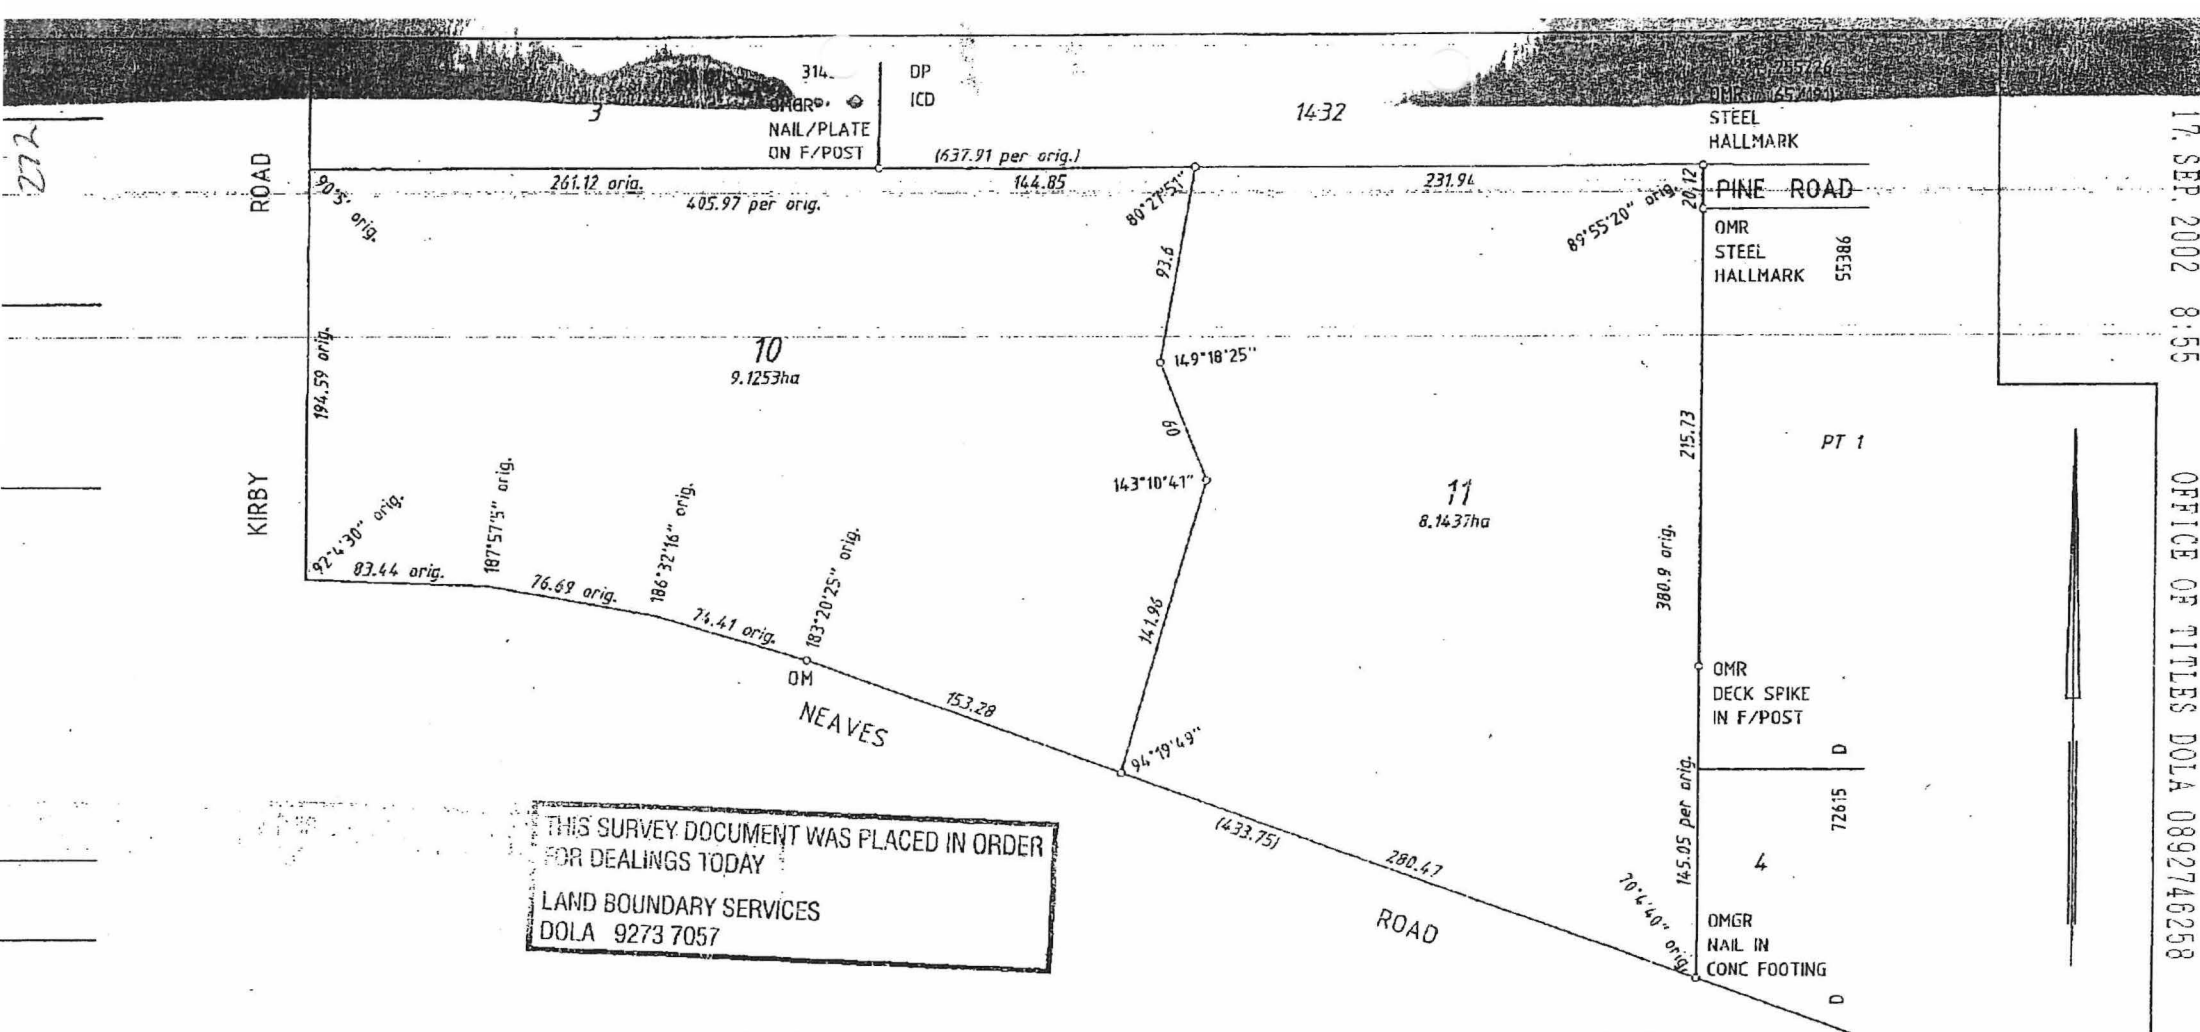 DP
3
OMGR
ICD
1432
NAIL/PLATE
ON F/POST
STEEL
HALLMARK
272
ROAD
KIRBY
(637.91 per orig.)
261.12 orig.
144.85
231.94
405.97 per orig.
90°3" orig.
80°27'51"
89°55'20" orig.
20.12
PINE ROAD
OMR
STEEL
HALLMARK
55386
93.6
194.59 orig.
10
9.1253ha
149°18'25"
60
143°10'41"
11
8.1437ha
215.73
380.9 orig.
PT 1
92°4'30" orig.
187°57'5" orig.
186°32'16" orig.
183°20'25" orig.
83.44 orig.
76.69 orig.
74.41 orig.
141.96
OM
153.28
NEAVES
94°19'49"
OMR
DECK SPIKE
IN F/POST
D
72615
145.05 per orig.
4
(433.75)
280.47
ROAD
70°4'40" orig.
OMGR
NAIL IN
CONC FOOTING
D
THIS SURVEY DOCUMENT WAS PLACED IN ORDER
FOR DEALINGS TODAY
LAND BOUNDARY SERVICES
DOLA 9273 7057
17. SEP. 2002 8:55 OFFICE OF TITLES DOLA 0892746258